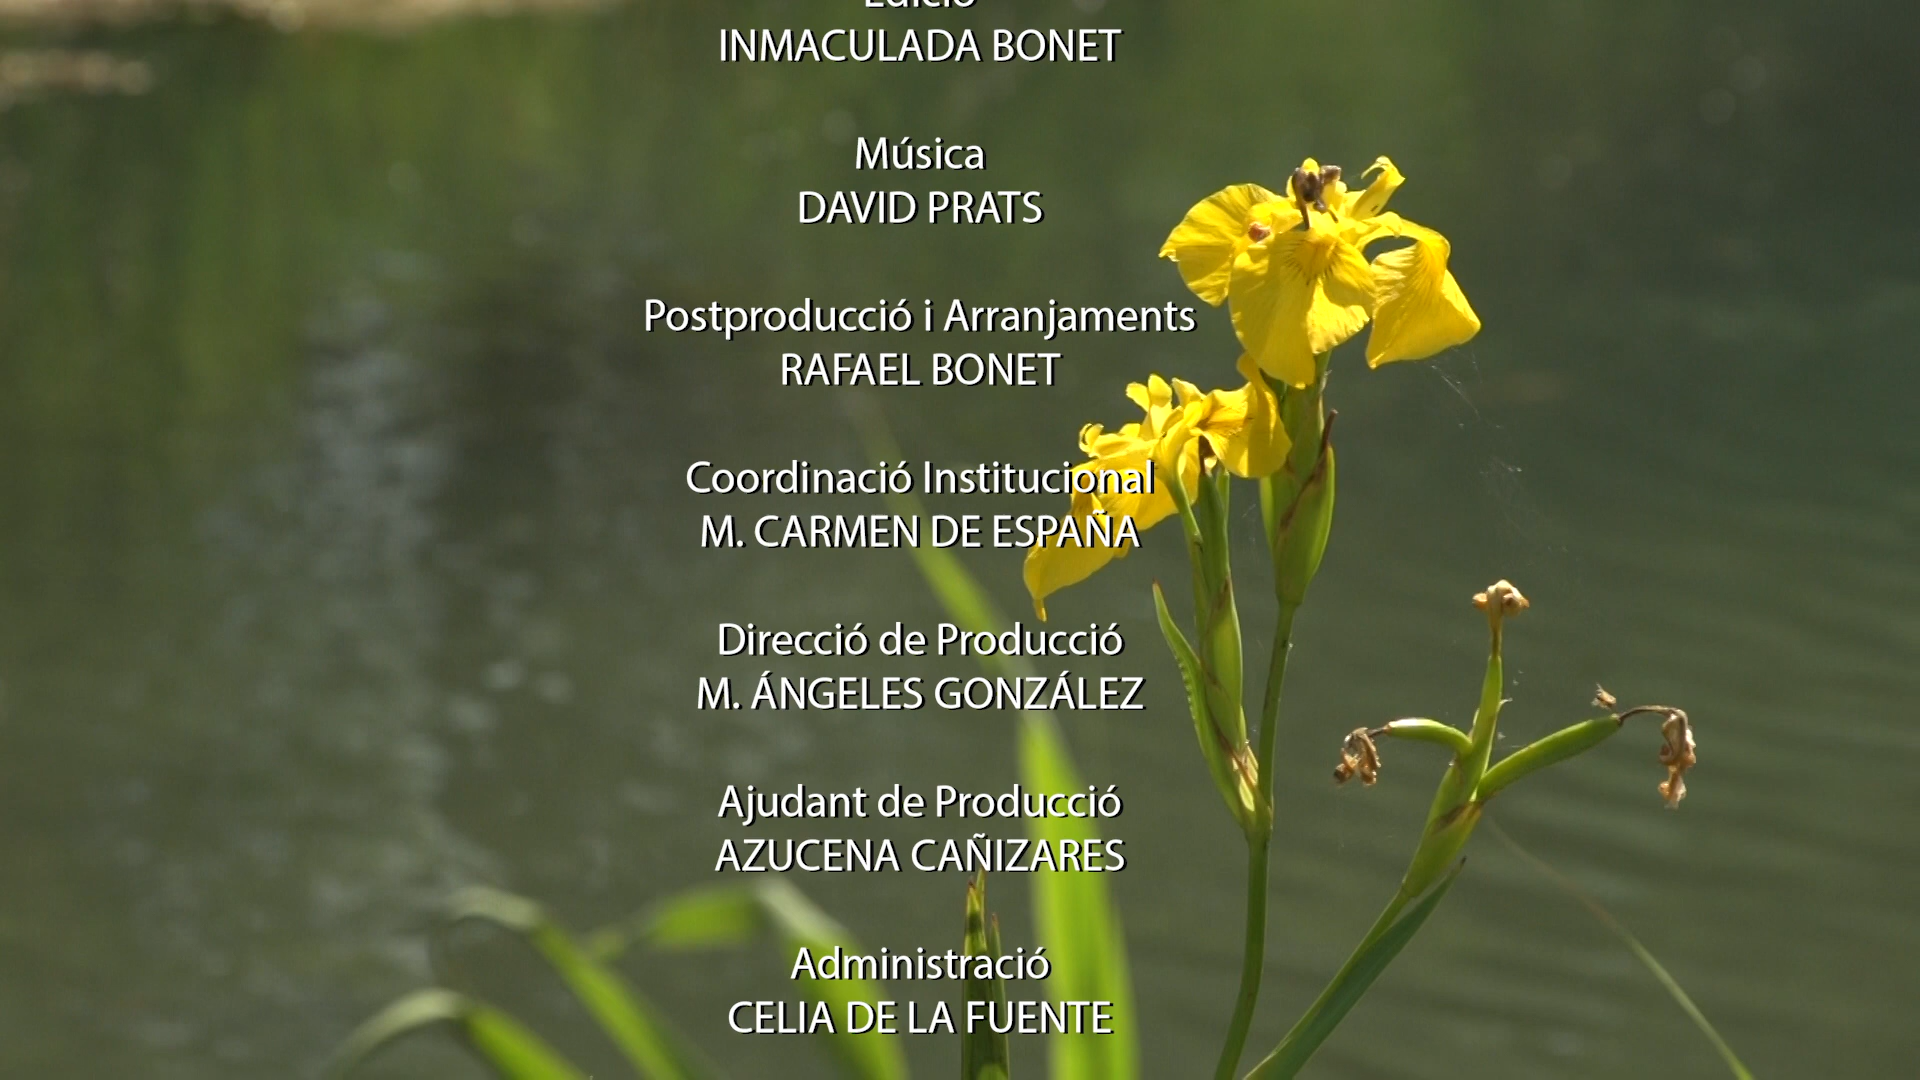 Edició
INMACULADA BONET
Música
DAVID PRATS
Postproducció i Arranjaments
RAFAEL BONET
Coordinació Institucional
M. CARMEN DE ESPAÑA
Direcció de Producció
M. ÁNGELES GONZÁLEZ
Ajudant de Producció
AZUCENA CAÑIZARES
Administració
CELIA DE LA FUENTE